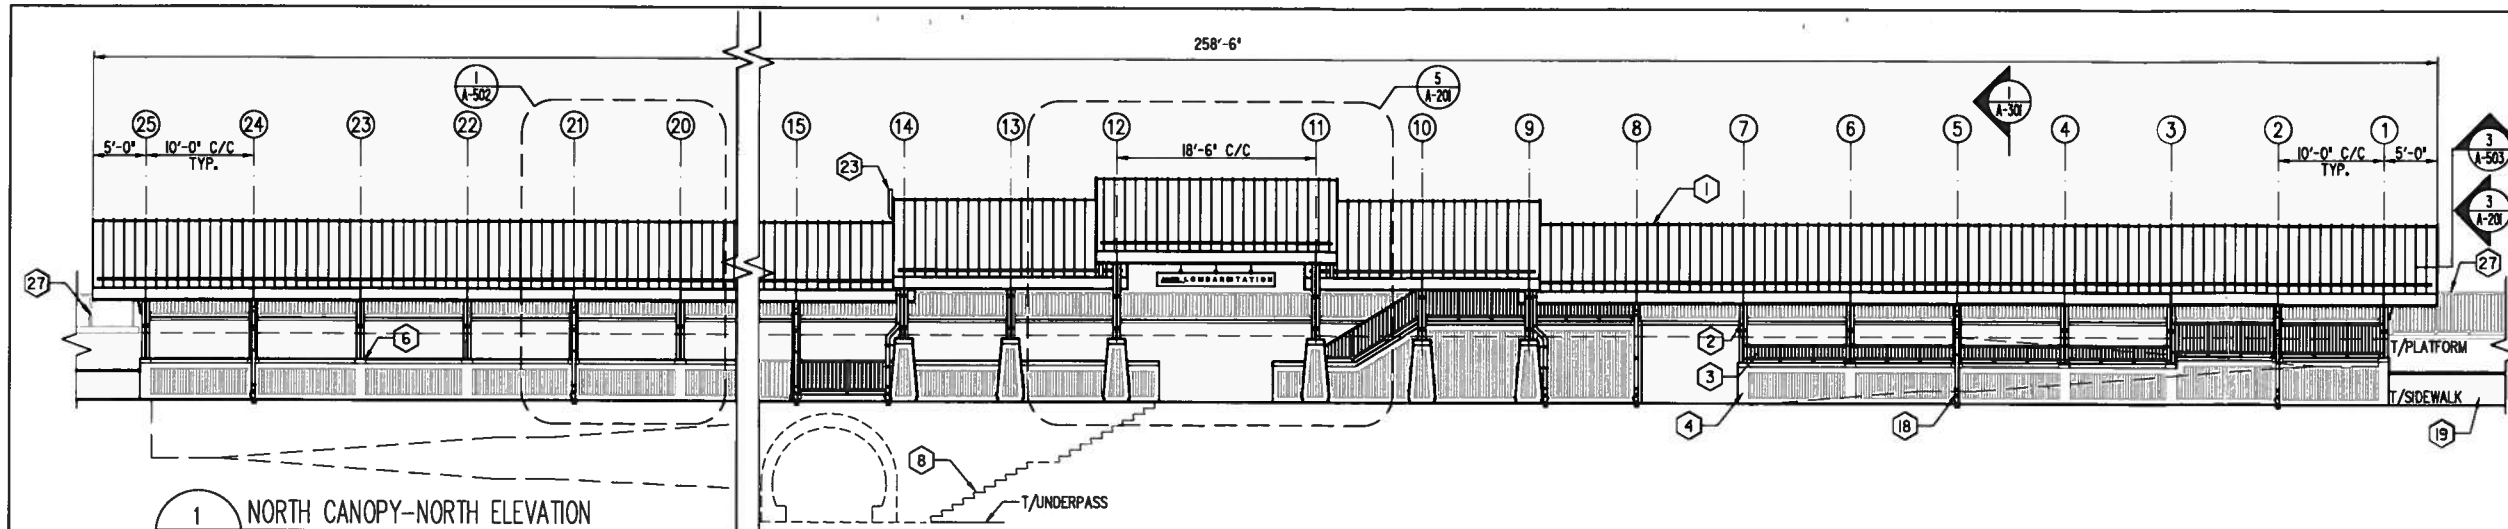 258'-6"
1
A-502
5
A-201
1
A-301
25
24
23
22
21
20
15
14
13
12
11
10
9
8
7
6
5
4
3
2
1
3
A-503
5'-0"
10'-0" C/C
TYP.
18'-6" C/C
10'-0" C/C
TYP.
5'-0"
23
1
3
A-201
27
27
LOMBARD STATION
6
2
T/PLATFORM
3
T/SIDEWALK
4
18
19
8
T/UNDERPASS
1
NORTH CANOPY-NORTH ELEVATION